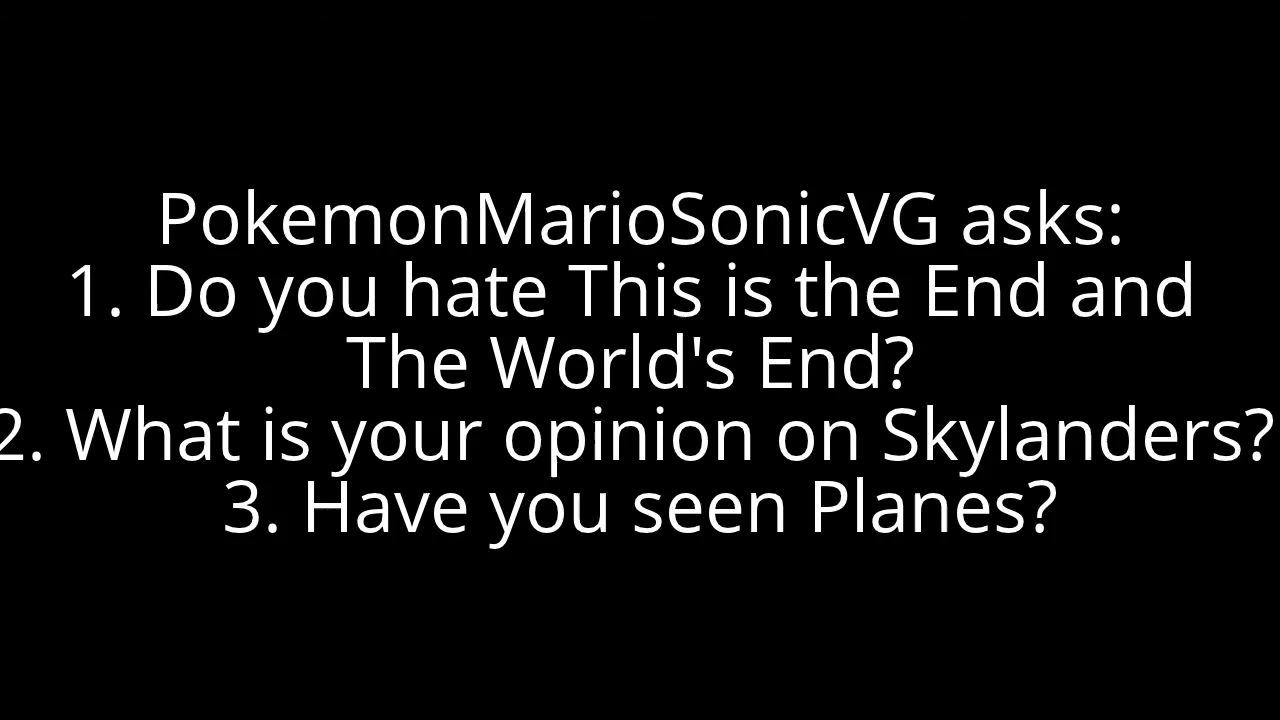 PokemonMarioSonicVG asks:
1. Do you hate This is the End and
The World's End?
2. What is your opinion on Skylanders?
3. Have you seen Planes?